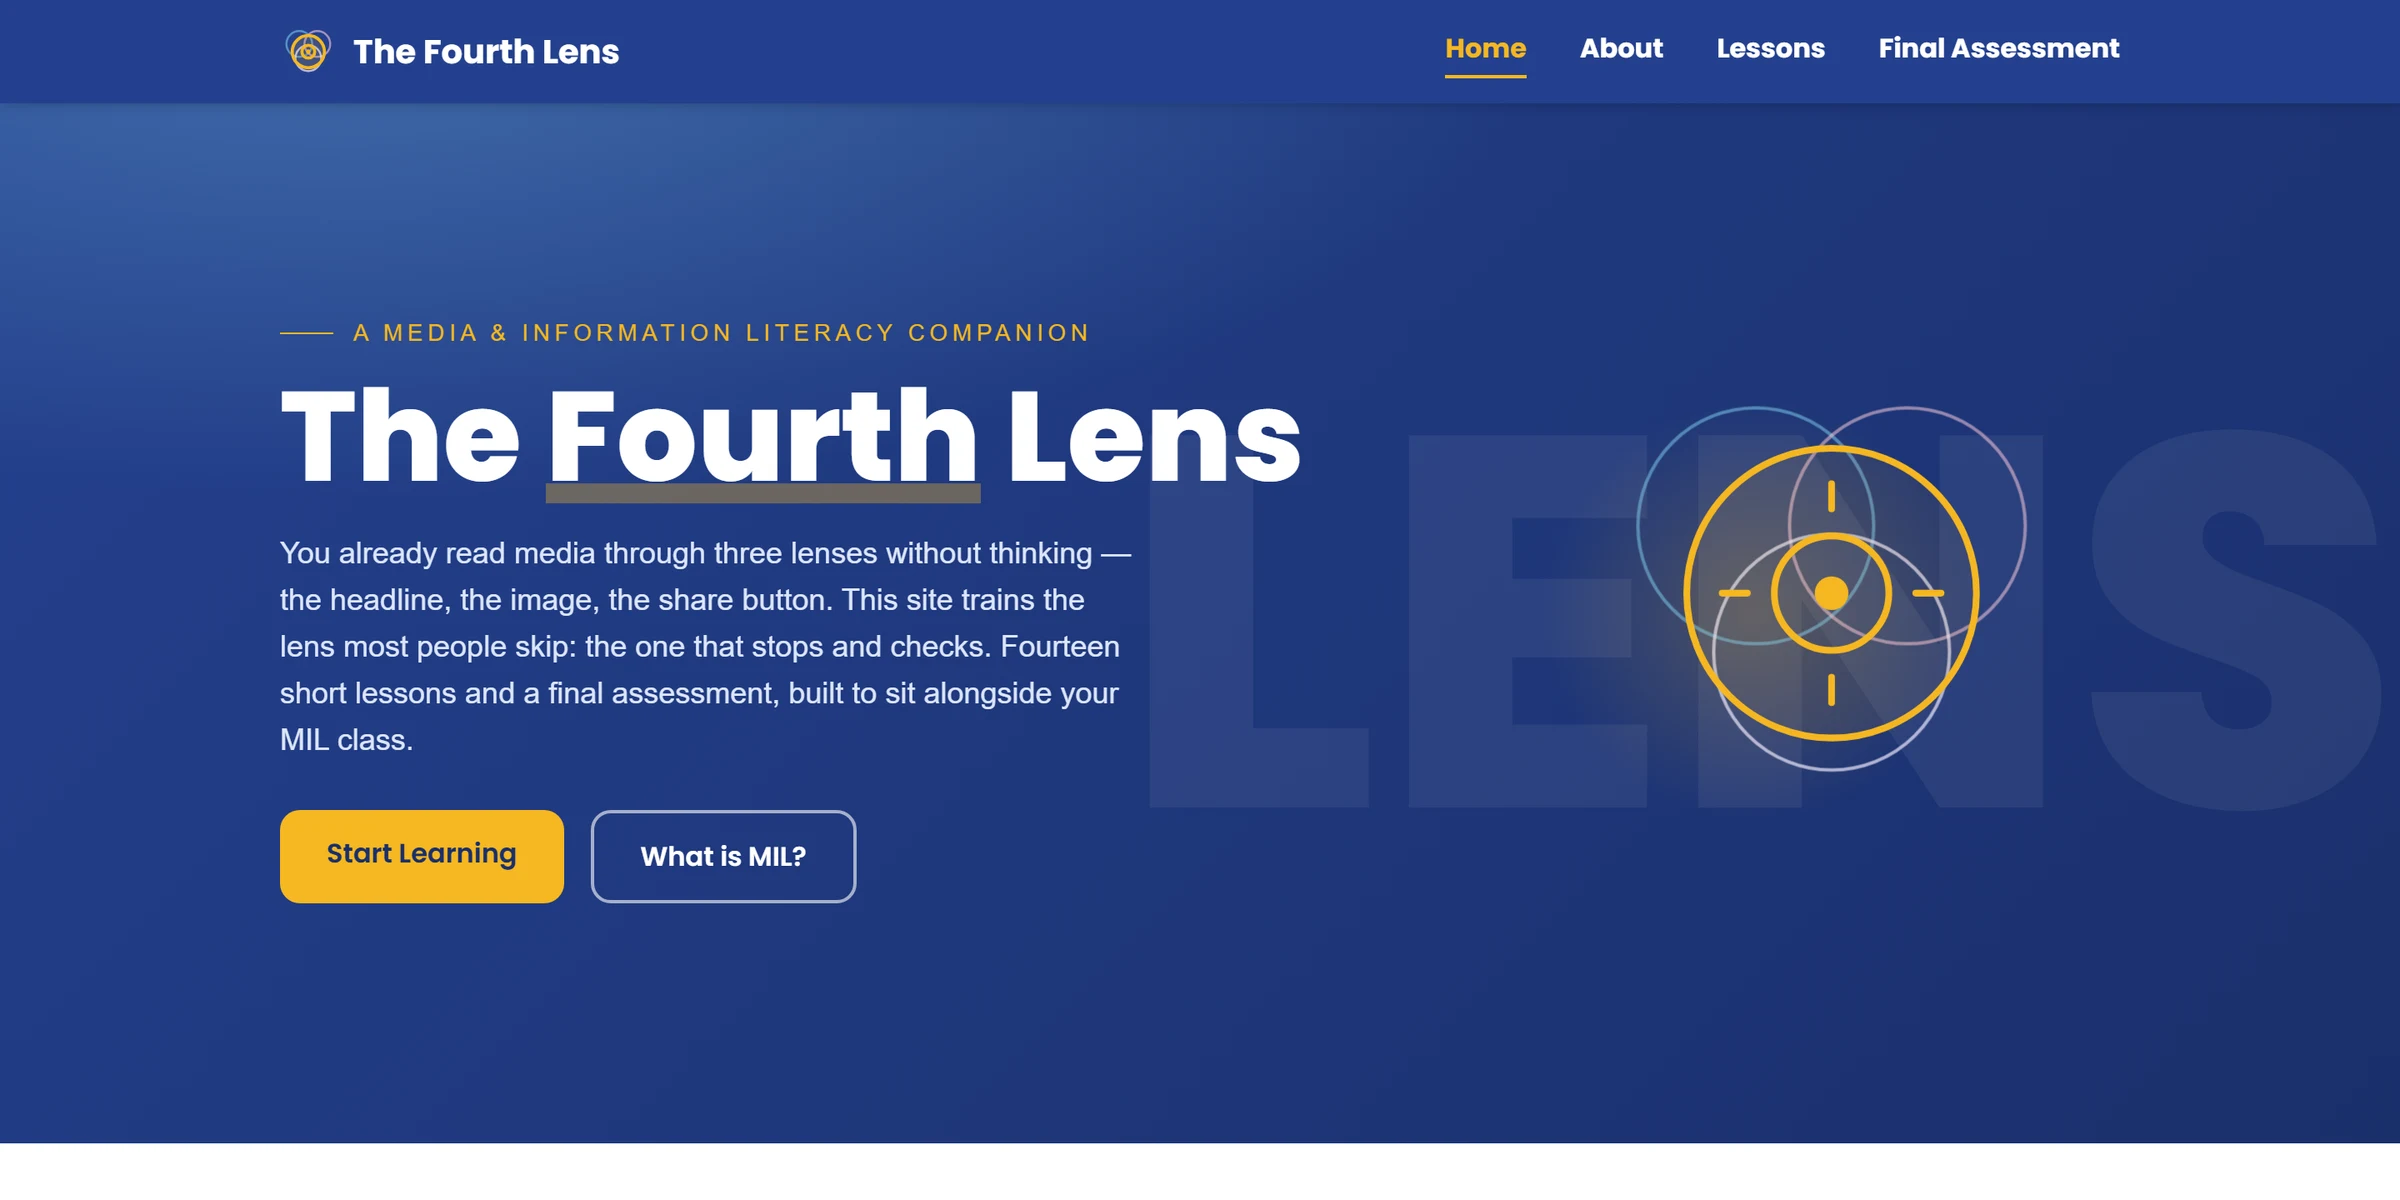 The Fourth Lens
Home About Lessons Final Assessment
A MEDIA & INFORMATION LITERACY COMPANION
The Fourth Lens
You already read media through three lenses without thinking —
the headline, the image, the share button. This site trains the
lens most people skip: the one that stops and checks. Fourteen
short lessons and a final assessment, built to sit alongside your
MIL class.
LENS
Start Learning What is MIL?